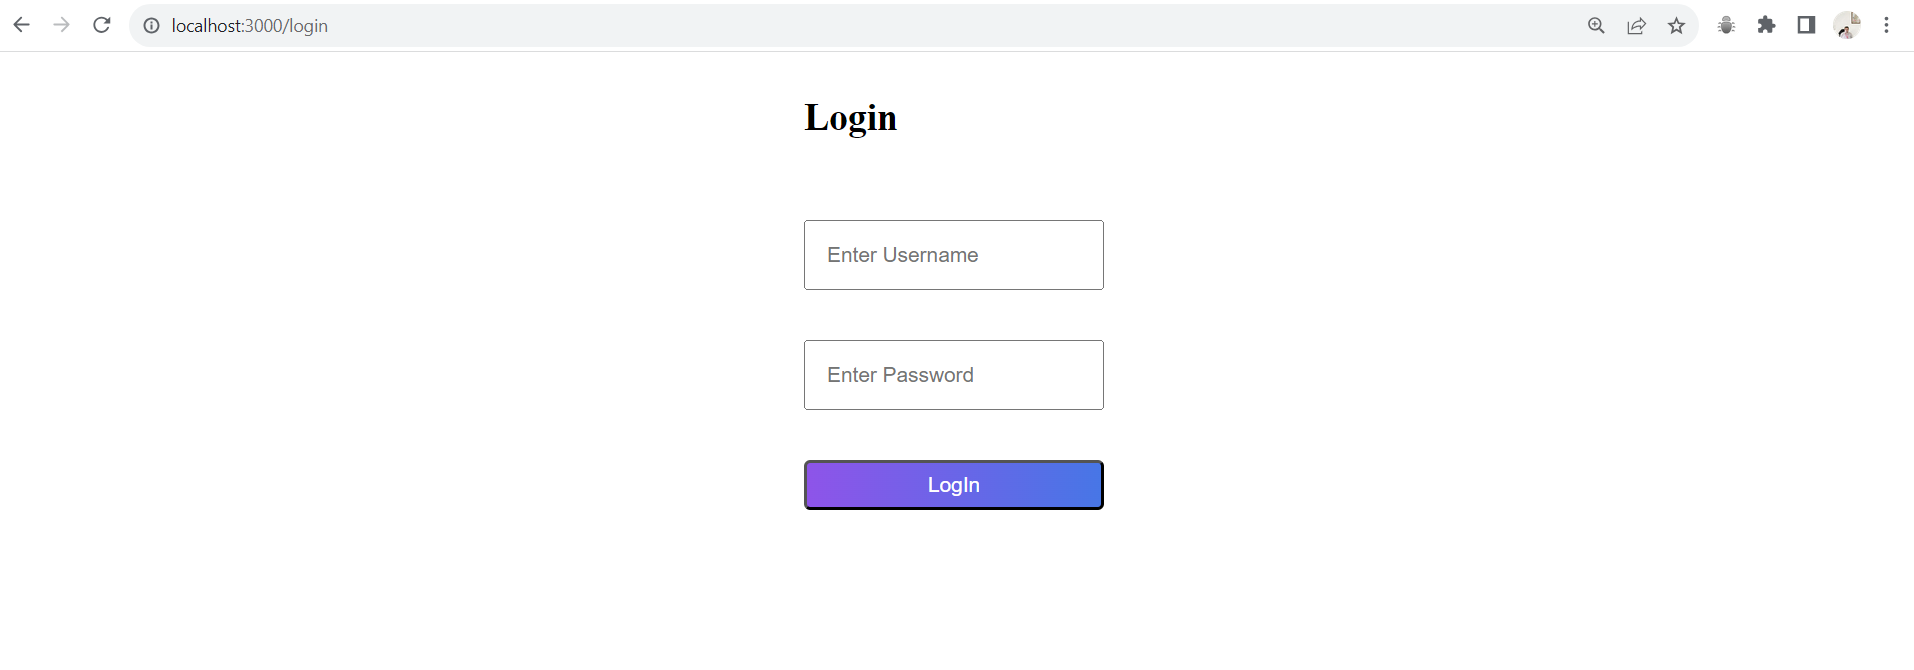 localhost:3000/login
Login
Enter Username
Enter Password
LogIn